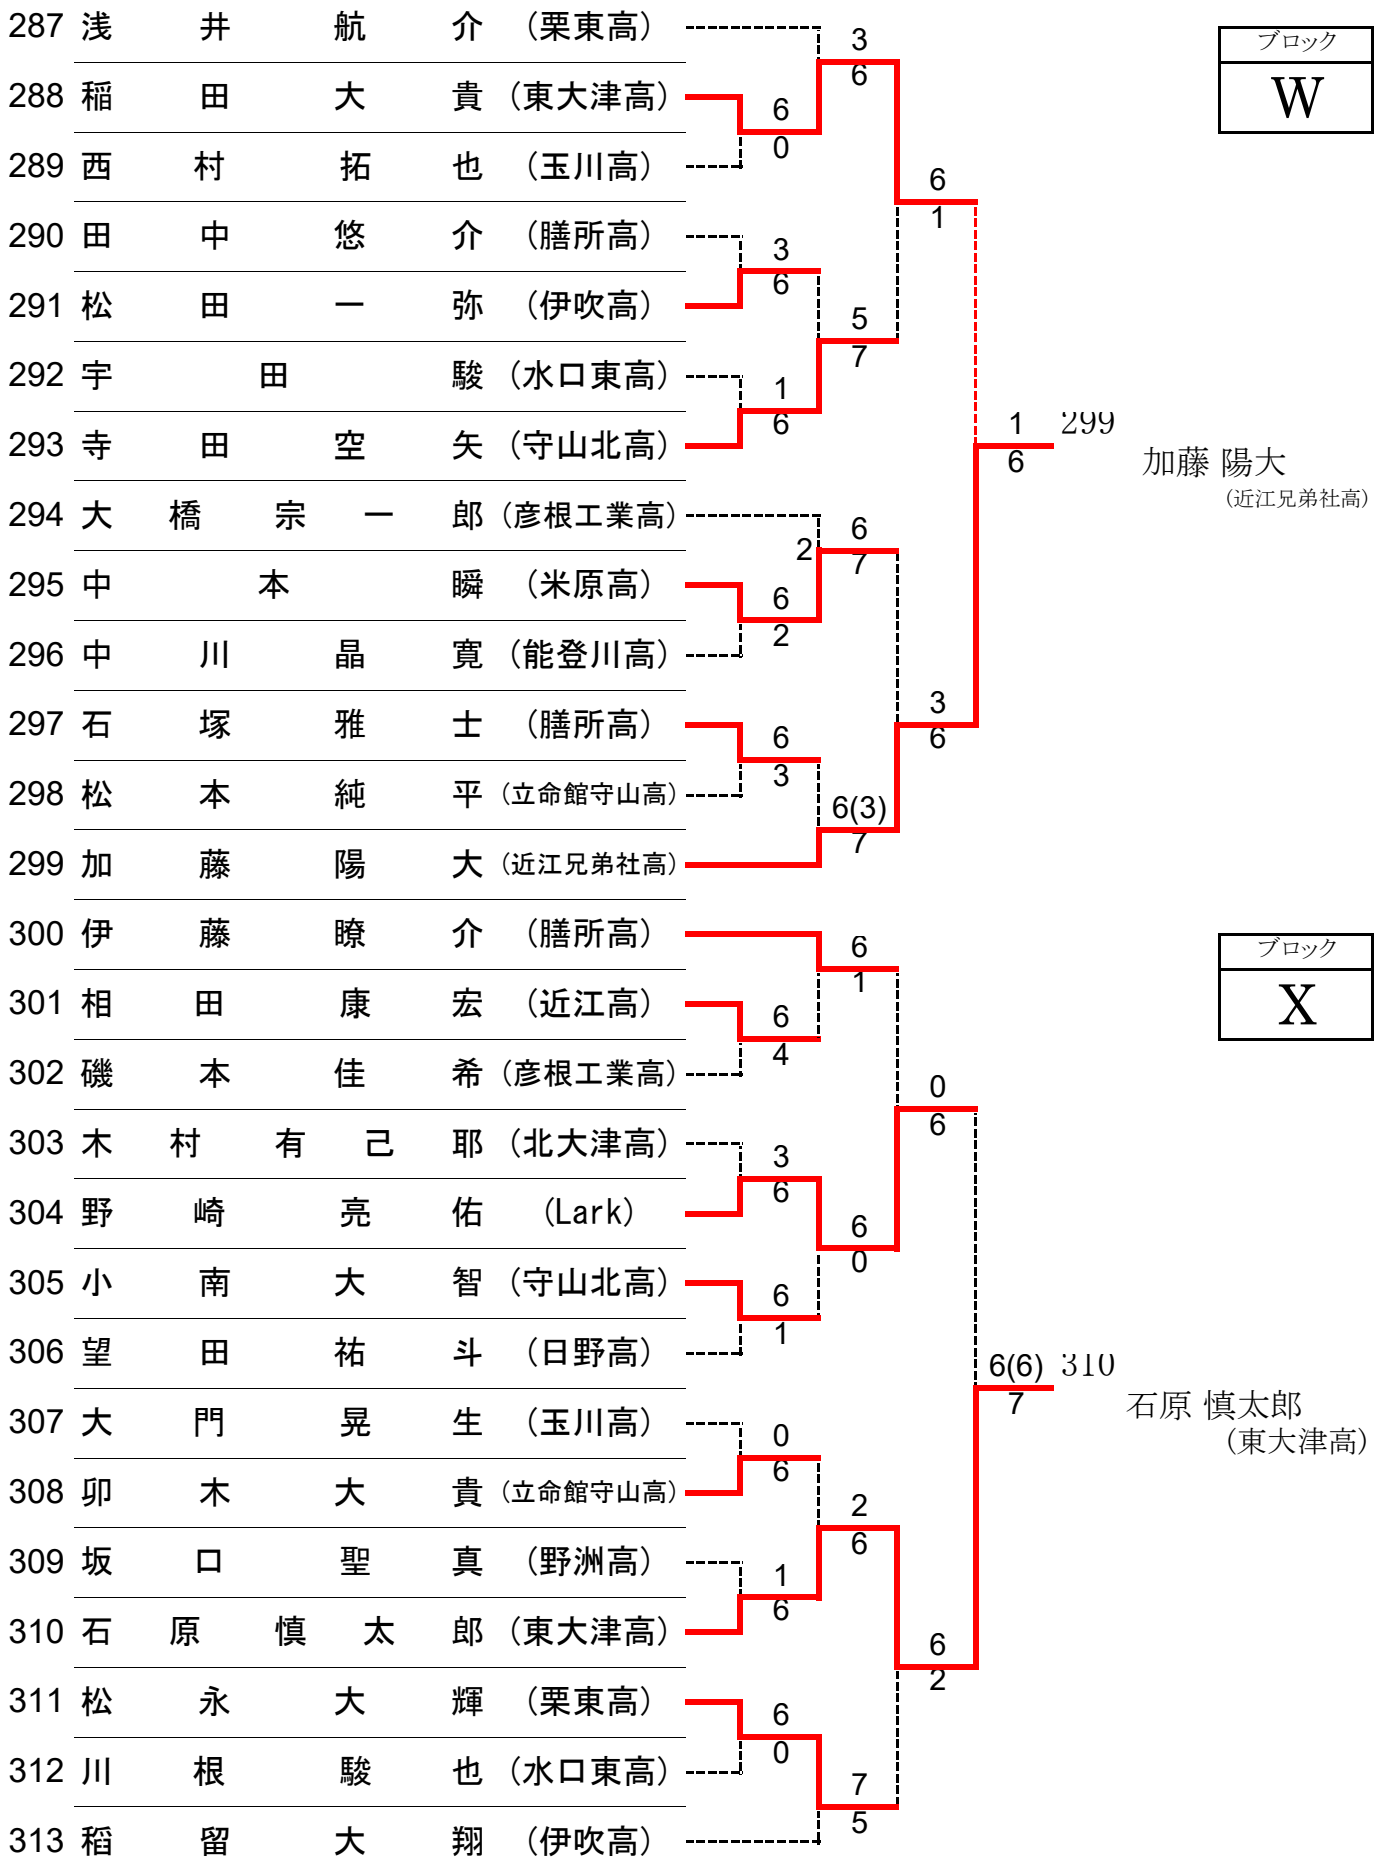 287 浅井航介 (栗東高)
3
6
ブロック
W
288 稲田大貴 (東大津高)
6
0
289 西村拓也 (玉川高)
6
1
290 田中悠介 (膳所高)
3
6
291 松田一弥 (伊吹高)
5
7
292 宇田駿 (水口東高)
1
6
293 寺田空矢 (守山北高)
1 299
6
加藤 陽大
(近江兄弟社高)
294 大橋宗一郎 (彦根工業高)
2 6
7
295 中本瞬 (米原高)
6
2
296 中川晶寛 (能登川高)
3
6
297 石塚雅士 (膳所高)
6
3
298 松本純平 (立命館守山高)
6(3)
7
299 加藤陽大 (近江兄弟社高)
300 伊藤瞭介 (膳所高)
6
1
ブロック
X
301 相田康宏 (近江高)
6
4
302 磯本佳希 (彦根工業高)
0
6
303 木村有己耶 (北大津高)
3
6
304 野崎亮佑 (Lark)
6
0
305 小南大智 (守山北高)
6
1
306 望田祐斗 (日野高)
6(6) 310
7
石原 慎太郎
(東大津高)
307 大門晃生 (玉川高)
0
6
308 卯木大貴 (立命館守山高)
2
6
309 坂口聖真 (野洲高)
1
6
310 石原慎太郎 (東大津高)
6
2
311 松永大輝 (栗東高)
6
0
312 川根駿也 (水口東高)
7
5
313 稻留大翔 (伊吹高)